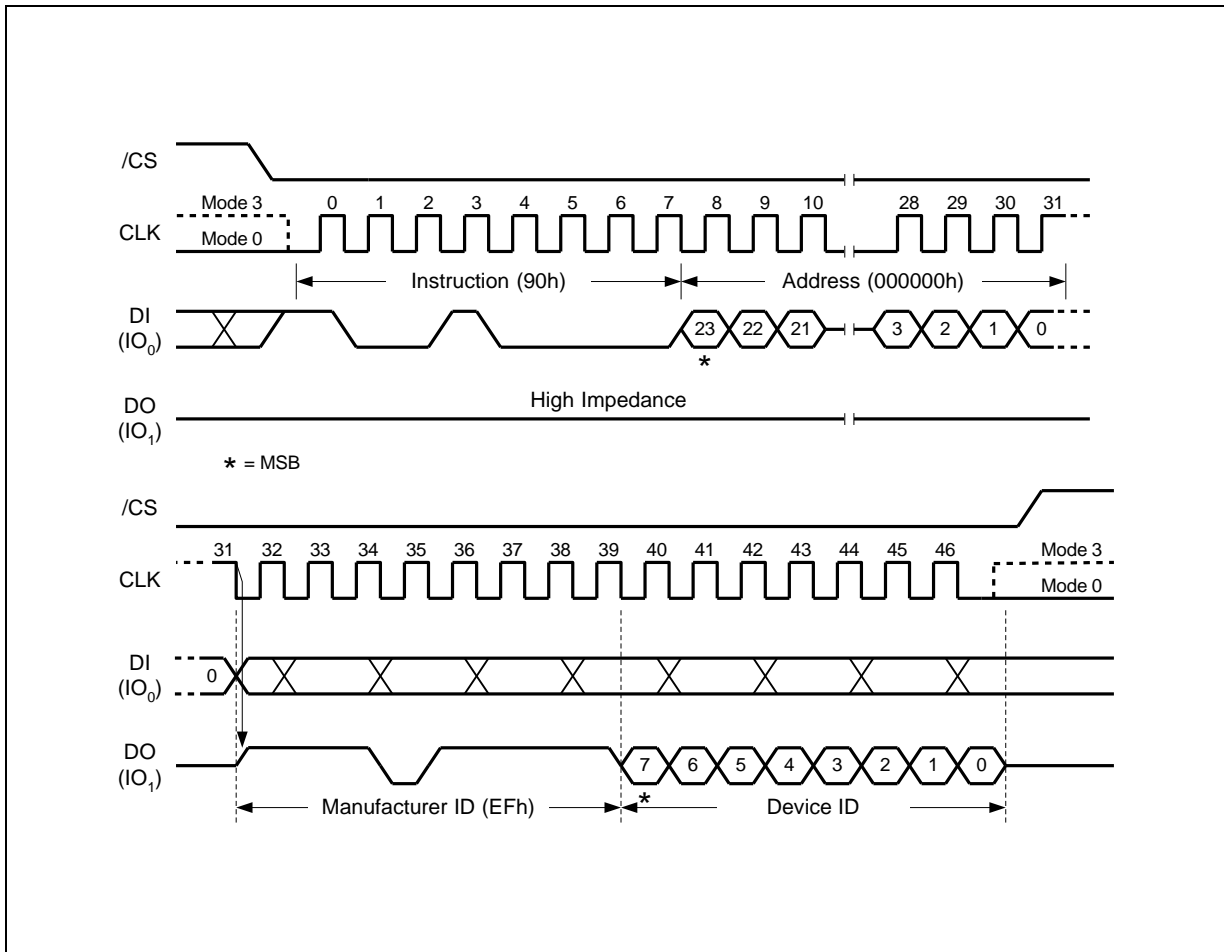 /CS
Mode 3 0 1 2 3 4 5 6 7 8 9 10 28 29 30 31
CLK
Mode 0
Instruction (90h) Address (000000h)
DI
(IO0) 23 22 21 3 2 1 0
*
High Impedance
DO
(IO1)
* = MSB
/CS
31 32 33 34 35 36 37 38 39 40 41 42 43 44 45 46 Mode 3
CLK
Mode 0
DI
(IO0) 0
DO
(IO1) 7 6 5 4 3 2 1 0
*
Manufacturer ID (EFh) Device ID